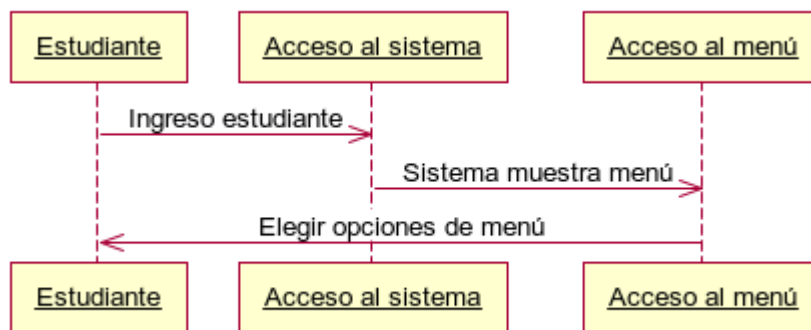 Estudiante
Acceso al sistema
Acceso al menú
Ingreso estudiante
Sistema muestra menú
Elegir opciones de menú
Estudiante
Acceso al sistema
Acceso al menú